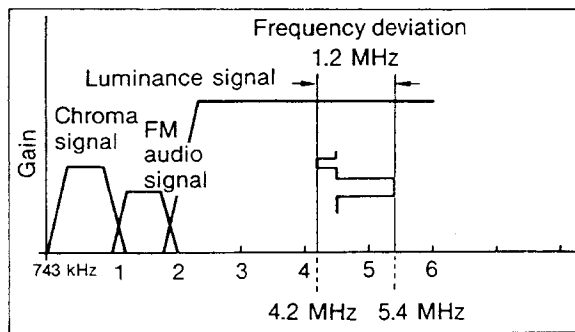 Frequency deviation
1.2 MHz
Luminance signal
Chroma
signal
FM
audio
signal
Gain
743 kHz 1 2 3 4 5 6
4.2 MHz 5.4 MHz